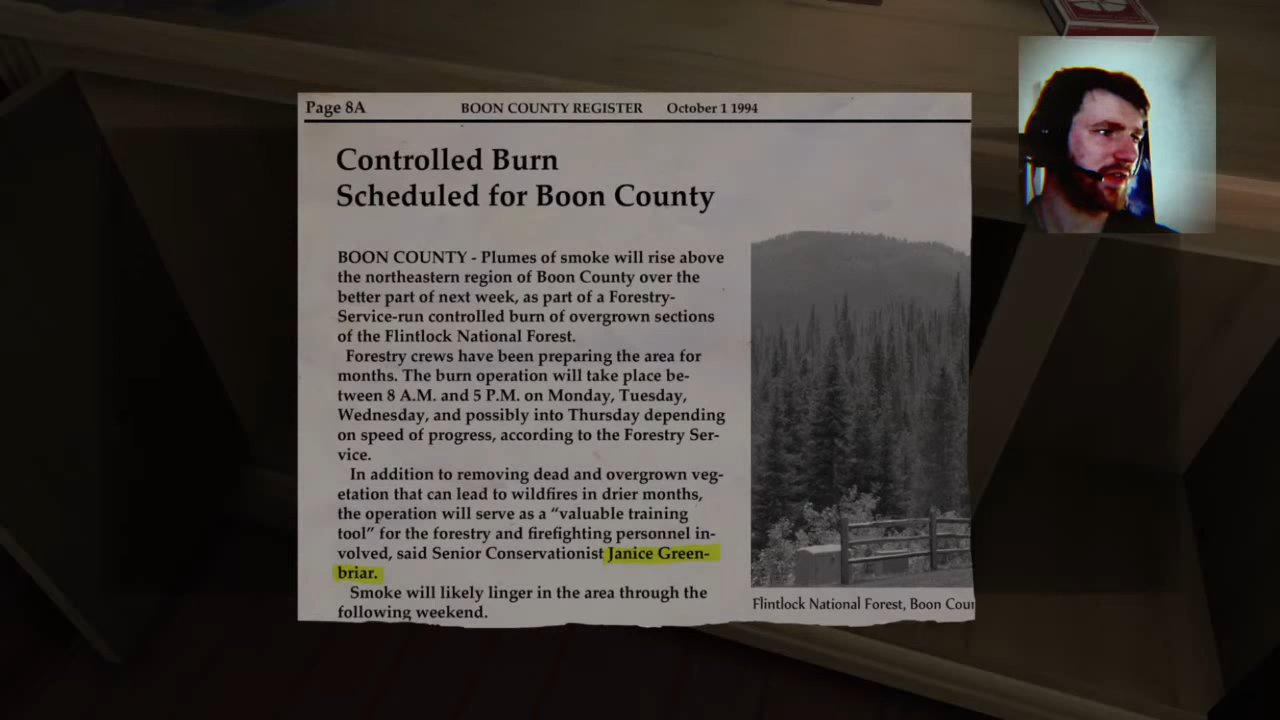 Page 8A BOON COUNTY REGISTER October 1 1994
Controlled Burn
Scheduled for Boon County
BOON COUNTY - Plumes of smoke will rise above
the northeastern region of Boon County over the
better part of next week, as part of a Forestry-
Service-run controlled burn of overgrown sections
of the Flintlock National Forest.
Forestry crews have been preparing the area for
months. The burn operation will take place be-
tween 8 A.M. and 5 P.M. on Monday, Tuesday,
Wednesday, and possibly into Thursday depending
on speed of progress, according to the Forestry Ser-
vice.
In addition to removing dead and overgrown veg-
etation that can lead to wildfires in drier months,
the operation will serve as a “valuable training
tool” for the forestry and firefighting personnel in-
volved, said Senior Conservationist Janice Green-
briar.
Smoke will likely linger in the area through the
following weekend.
Flintlock National Forest, Boon Cour